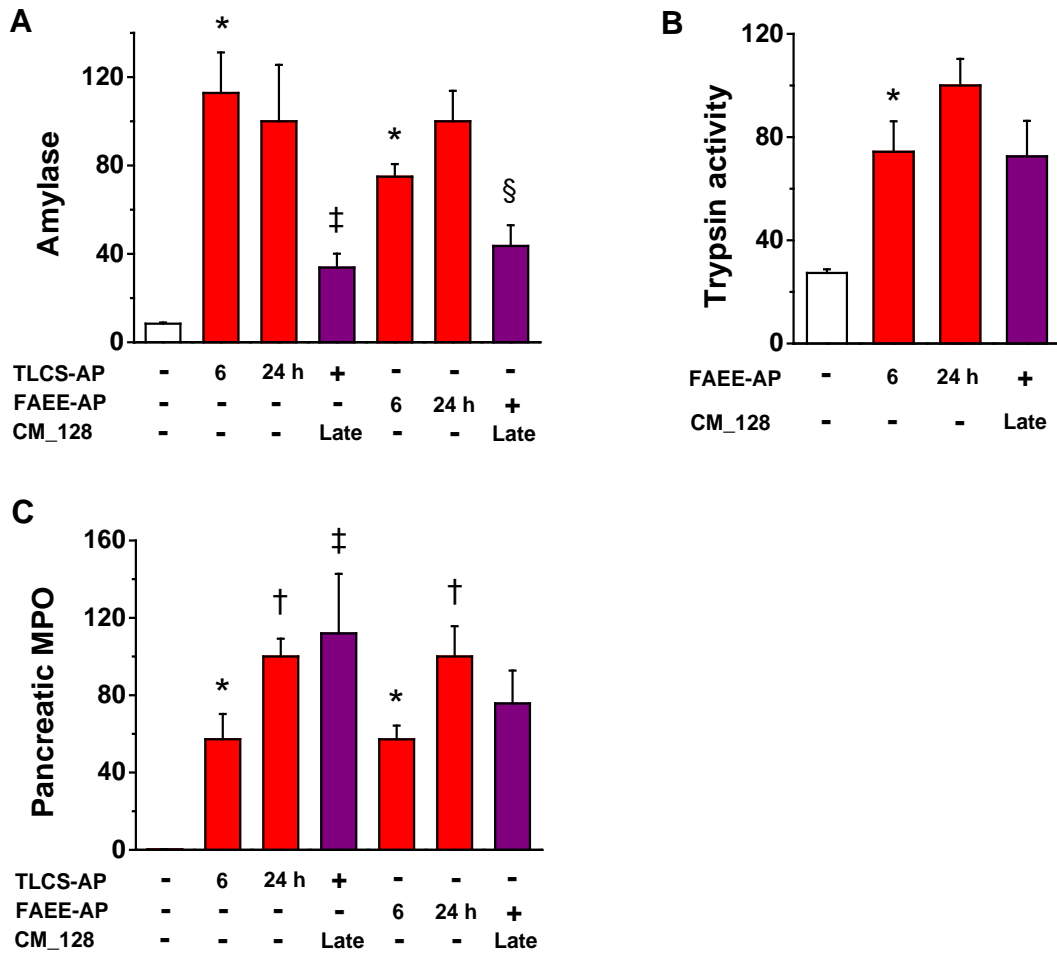 A
*
120
80
40
0
Amylase
*
‡
§
TLCS-AP - 6 24 h + - - -
FAEE-AP - - - - 6 24 h +
CM_128 - - - Late - - Late
B
120
80
40
0
Trypsin activity
*
FAEE-AP - 6 24 h +
CM_128 - - - Late
C
160
120
80
40
0
Pancreatic MPO
*
†
‡
*
†
TLCS-AP - 6 24 h + - - -
FAEE-AP - - - - 6 24 h +
CM_128 - - - Late - - Late